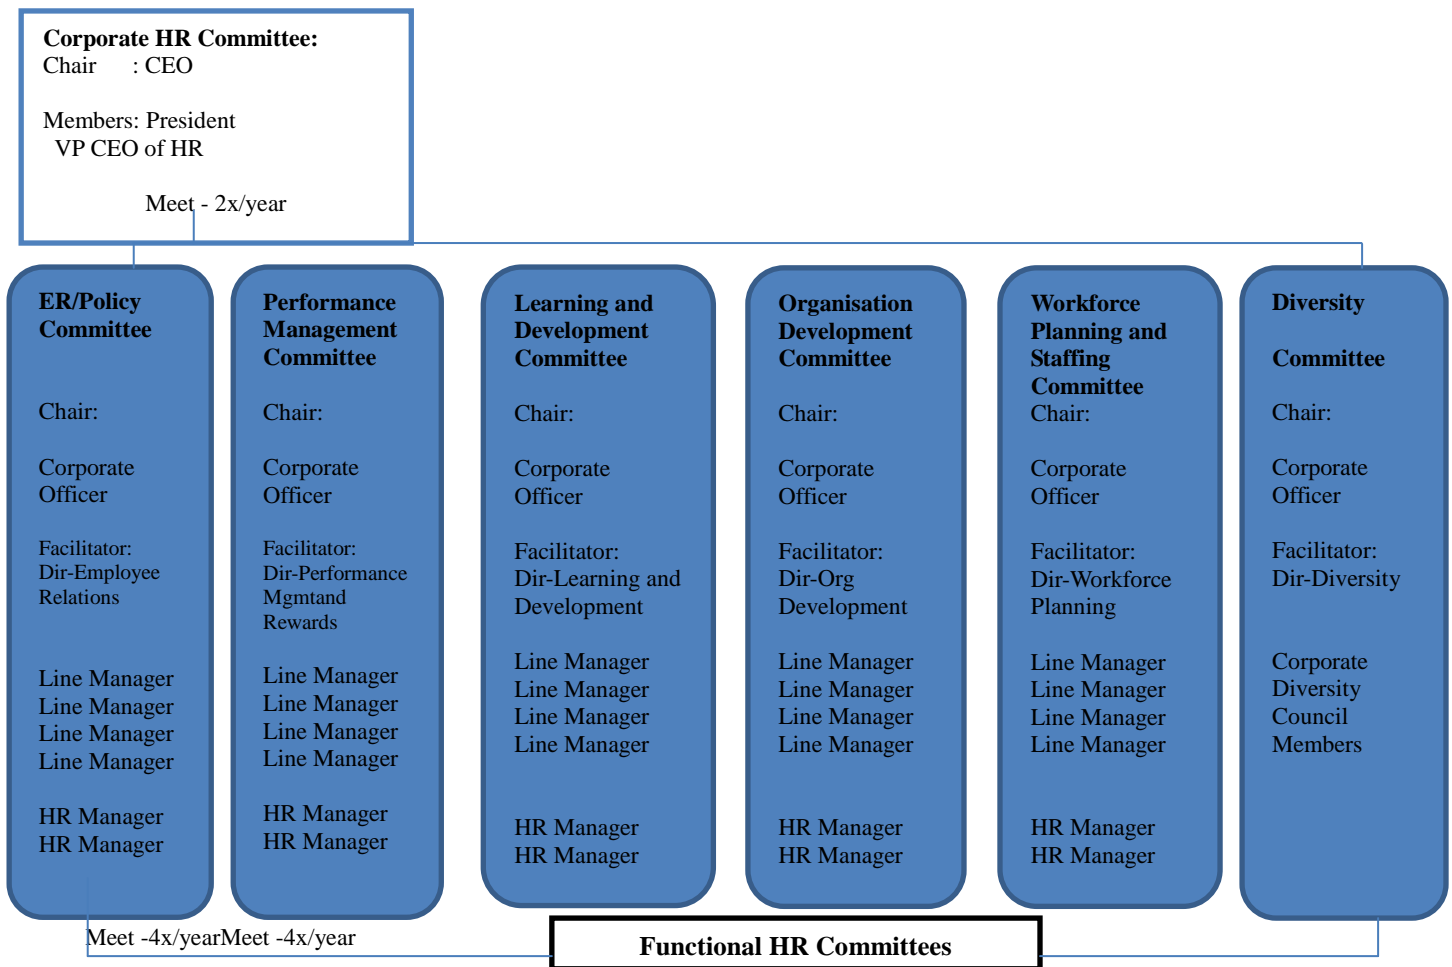 Corporate HR Committee:
Chair : CEO
Members: President
VP CEO of HR
Meet - 2x/year
ER/Policy
Committee
Chair:
Corporate
Officer
Facilitator:
Dir-Employee
Relations
Line Manager
Line Manager
Line Manager
Line Manager
HR Manager
HR Manager
Performance
Management
Committee
Chair:
Corporate
Officer
Facilitator:
Dir-Performance
Mgmtand
Rewards
Line Manager
Line Manager
Line Manager
Line Manager
HR Manager
HR Manager
Learning and
Development
Committee
Chair:
Corporate
Officer
Facilitator:
Dir-Learning and
Development
Line Manager
Line Manager
Line Manager
Line Manager
HR Manager
HR Manager
Organisation
Development
Committee
Chair:
Corporate
Officer
Facilitator:
Dir-Org
Development
Line Manager
Line Manager
Line Manager
Line Manager
HR Manager
HR Manager
Workforce
Planning and
Staffing
Committee
Chair:
Corporate
Officer
Facilitator:
Dir-Workforce
Planning
Line Manager
Line Manager
Line Manager
Line Manager
HR Manager
HR Manager
Diversity
Committee
Chair:
Corporate
Officer
Facilitator:
Dir-Diversity
Corporate
Diversity
Council
Members
Meet -4x/yearMeet -4x/year
Functional HR Committees